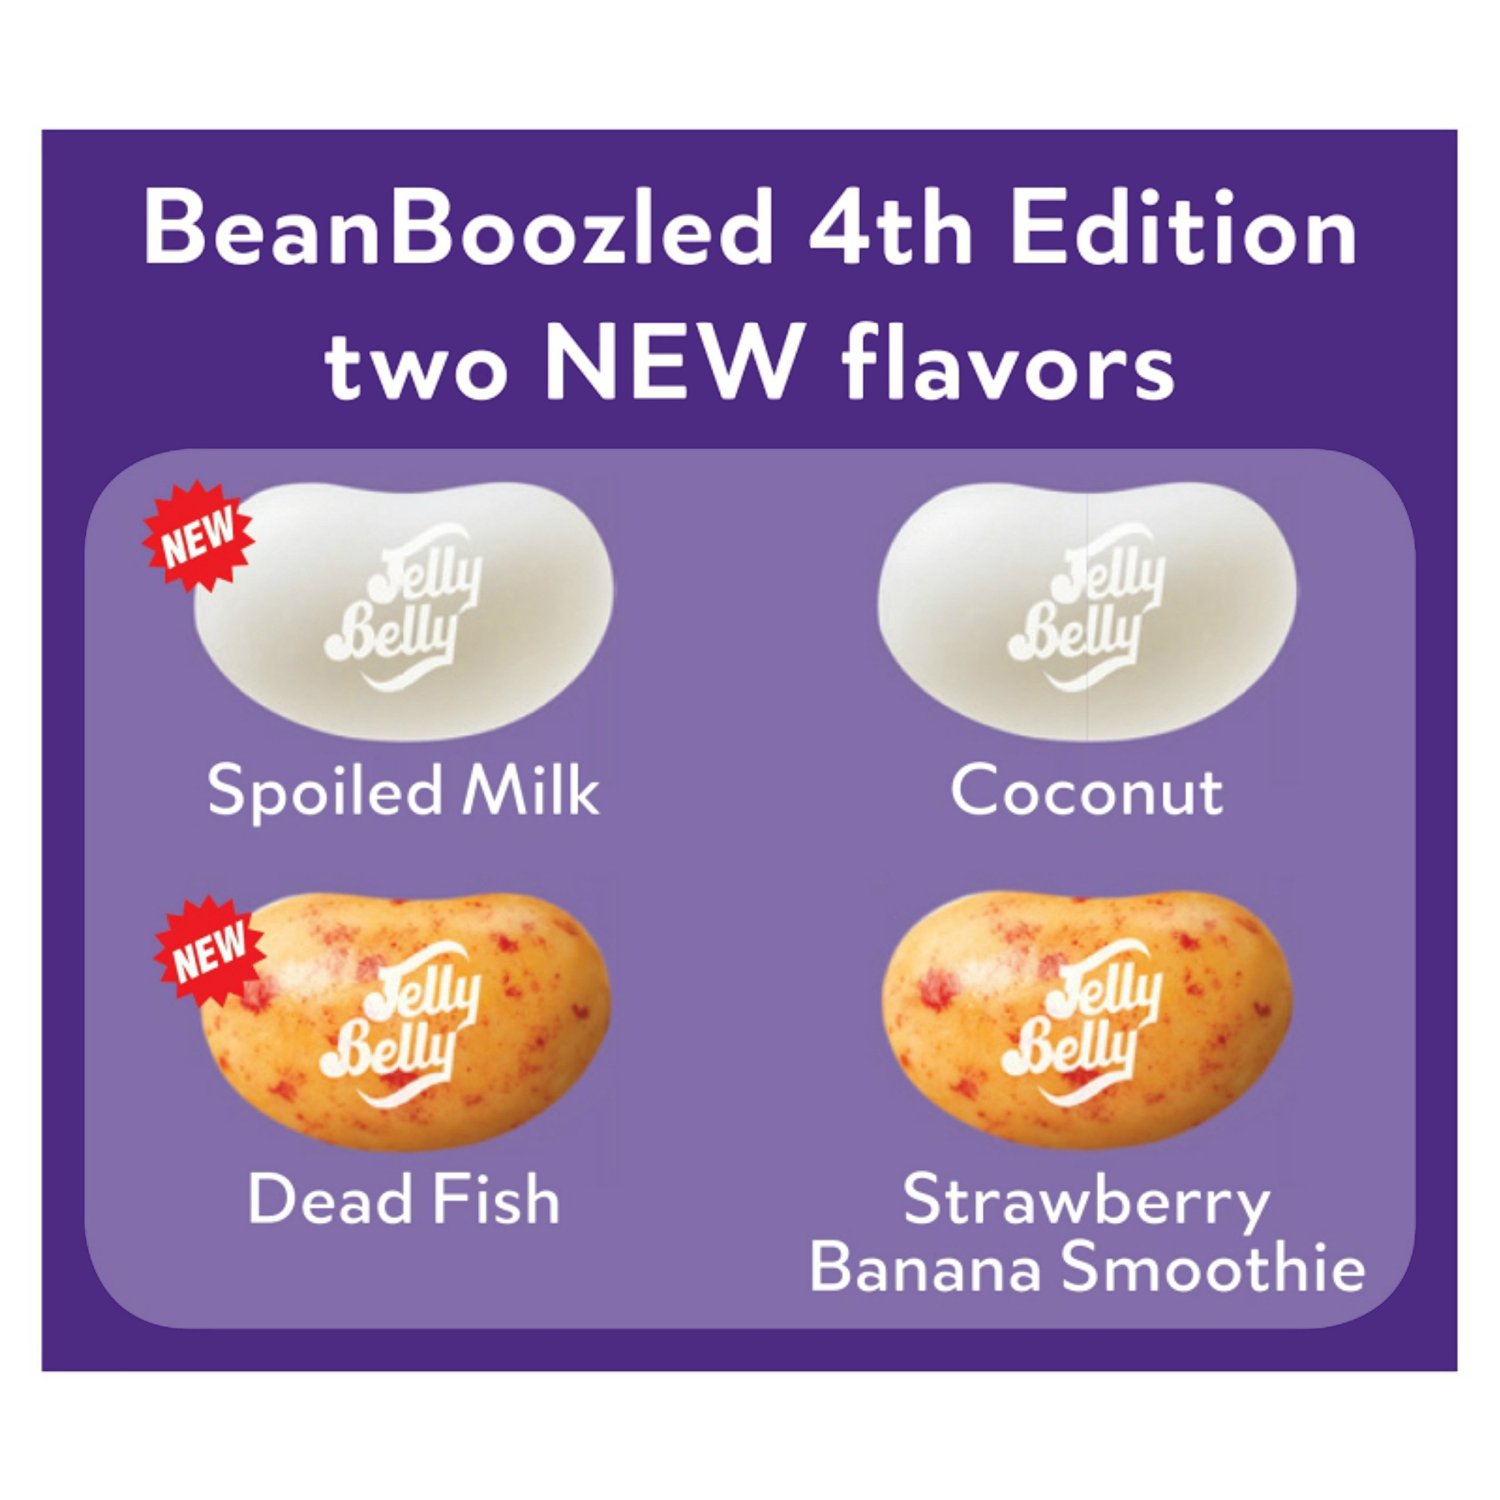 BeanBoozled 4th Edition
two NEW flavors
NEW
Jelly
Belly
Jelly
Belly
Spoiled Milk
Coconut
NEW
Jelly
Belly
Jelly
Belly
Dead Fish
Strawberry
Banana Smoothie